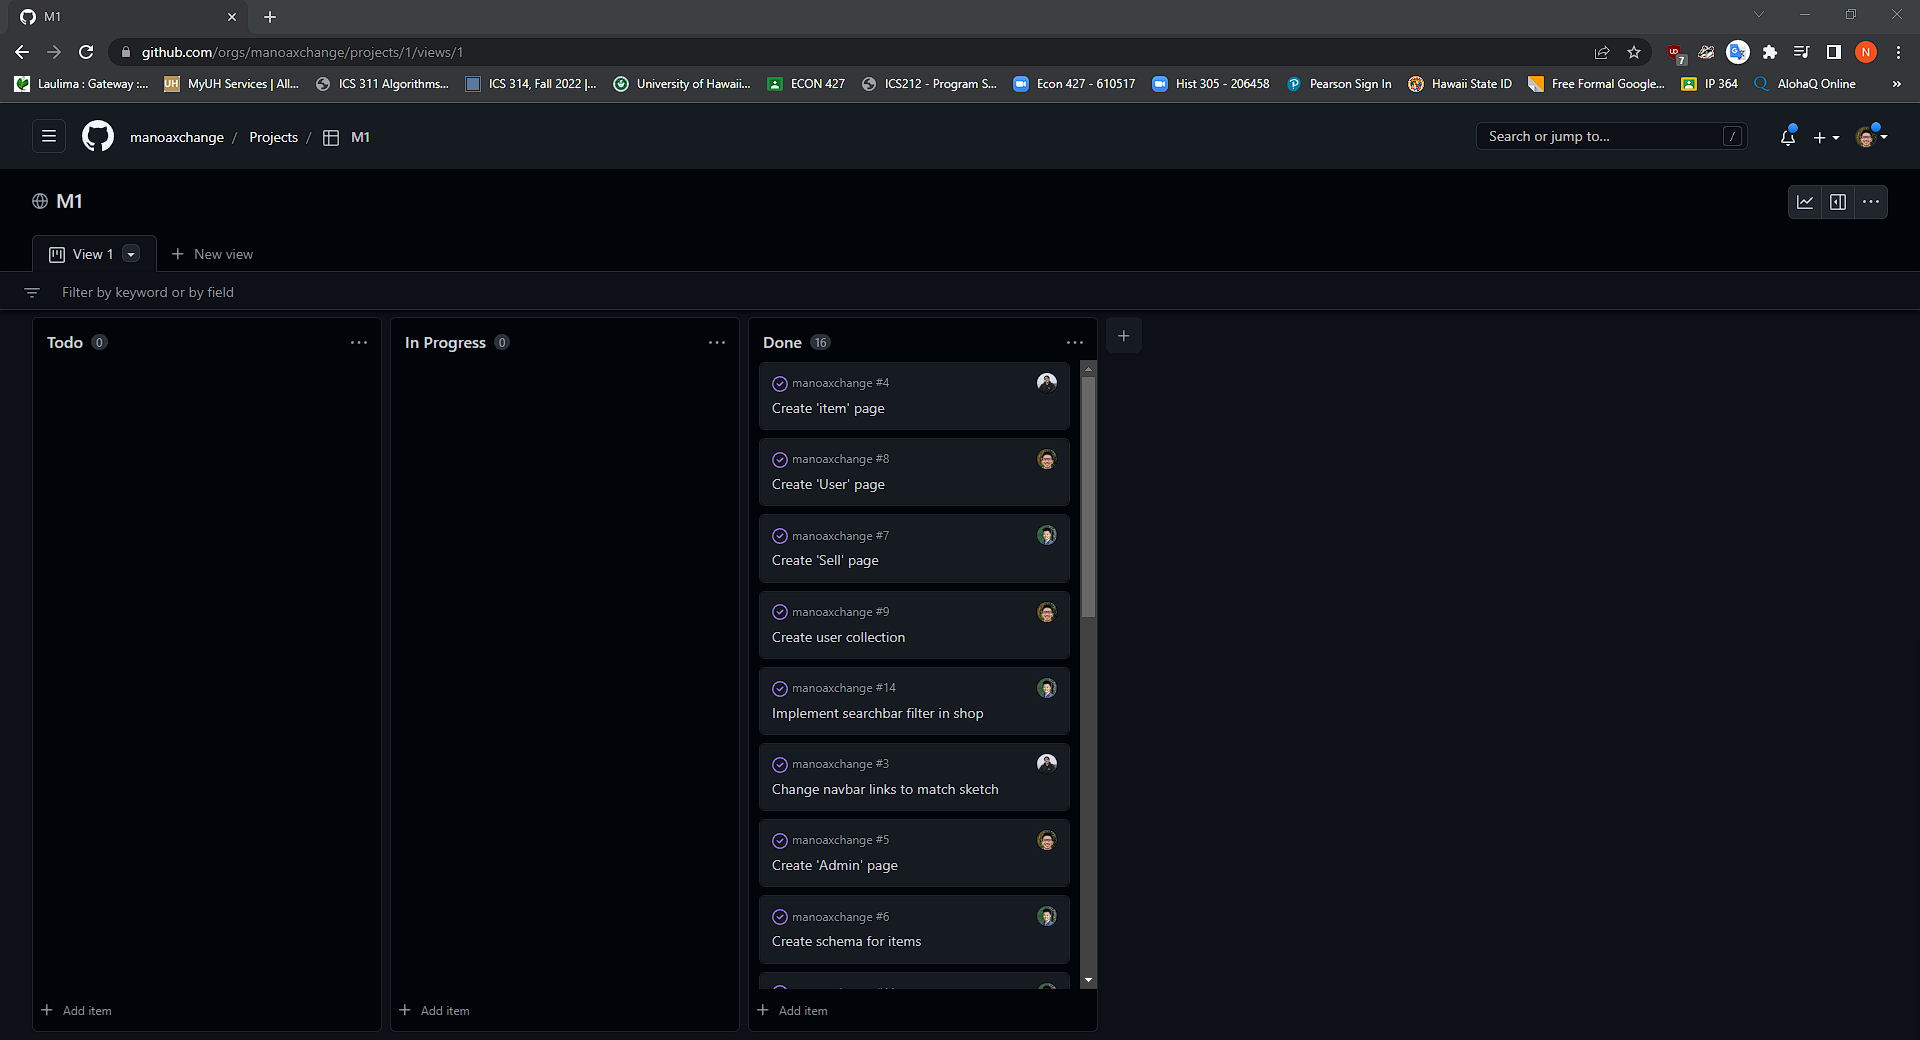 M1
github.com/orgs/manoaxchange/projects/1/views/1
UD 7
N
Laulima : Gateway :...
UH MyUH Services | All...
ICS 311 Algorithms...
ICS 314, Fall 2022 |...
University of Hawaii...
ECON 427
ICS212 - Program S...
Econ 427 - 610517
Hist 305 - 206458
Pearson Sign In
Hawaii State ID
Free Formal Google...
IP 364
AlohaQ Online
»
manoaxchange / Projects / M1
Search or jump to... /
M1
View 1
New view
Filter by keyword or by field
Todo 0
Add item
In Progress 0
Add item
Done 16
manoaxchange #4
Create 'item' page
manoaxchange #8
Create 'User' page
manoaxchange #7
Create 'Sell' page
manoaxchange #9
Create user collection
manoaxchange #14
Implement searchbar filter in shop
manoaxchange #3
Change navbar links to match sketch
manoaxchange #5
Create 'Admin' page
manoaxchange #6
Create schema for items
Add item